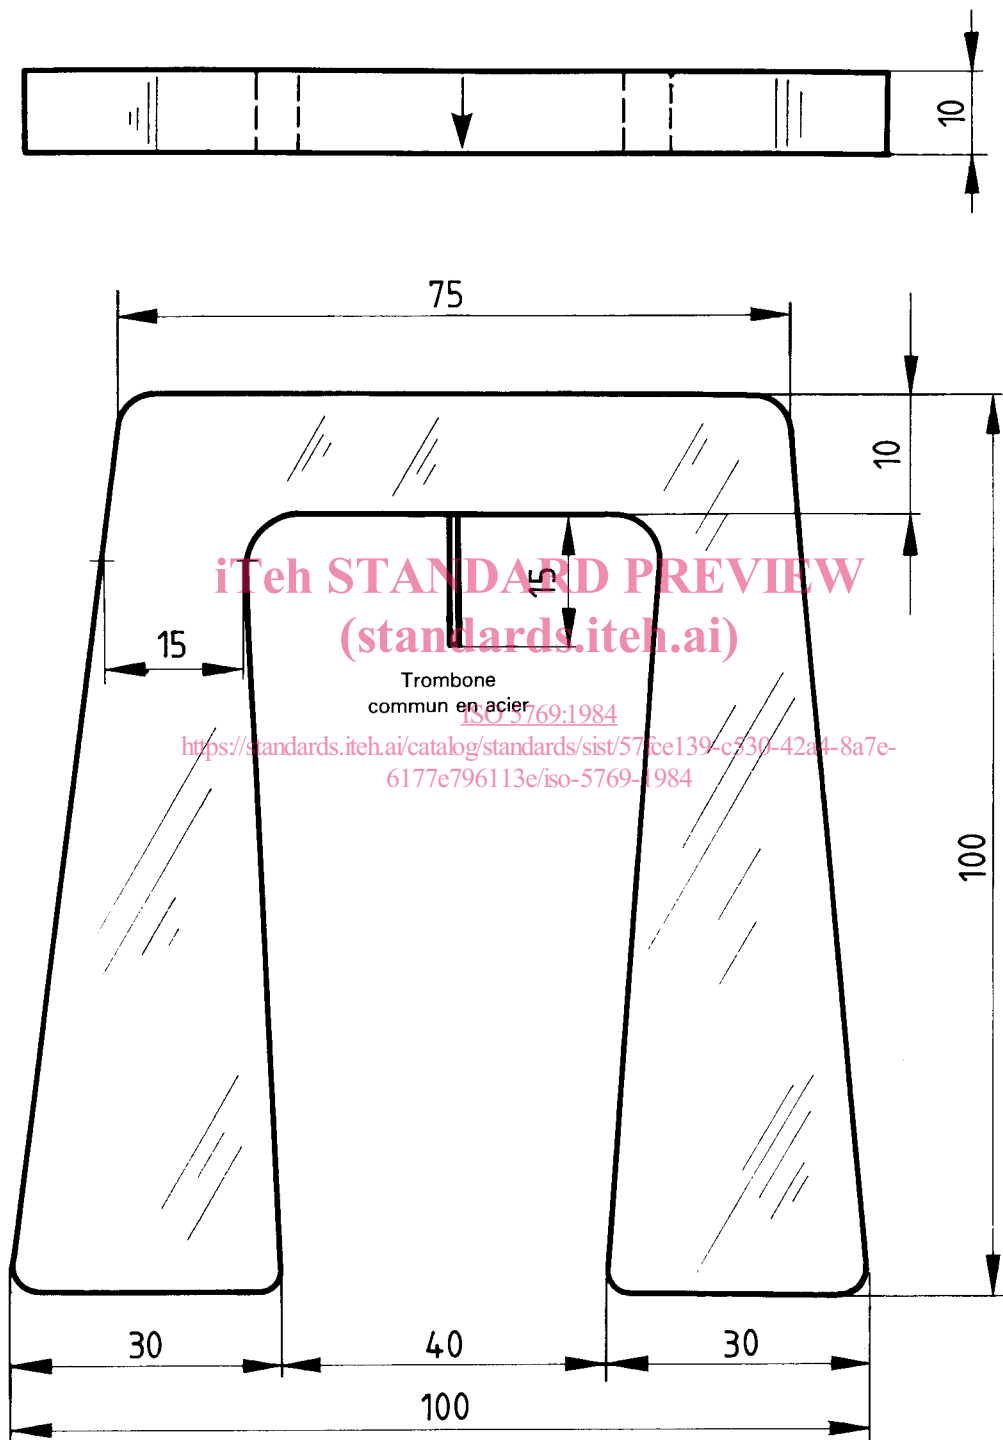 10
75
10
iTeh STANDARD PREVIEW
15
(standards.iteh.ai)
15
Trombone
commun en acier
ISO 5769:1984
https://standards.iteh.ai/catalog/standards/sist/57fce139-c530-42a4-8a7e-
6177e796113e/iso-5769-1984
100
30
40
30
100